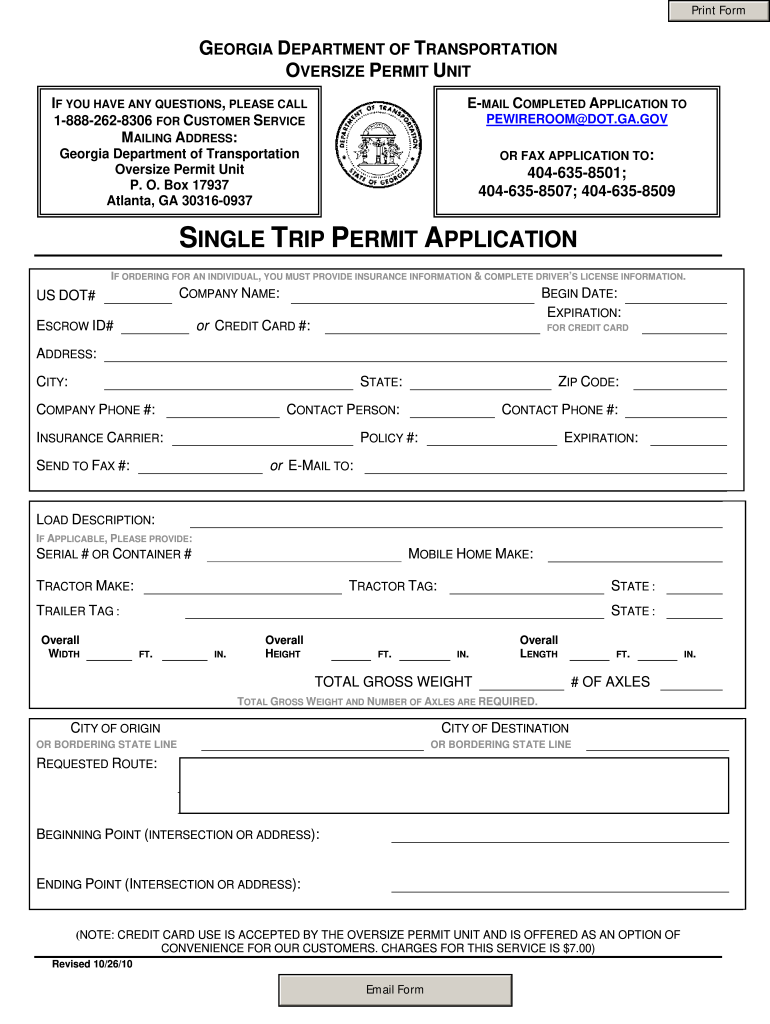 Print Form
GEORGIA DEPARTMENT OF TRANSPORTATION
OVERSIZE PERMIT UNIT
IF YOU HAVE ANY QUESTIONS, PLEASE CALL
1-888-262-8306 FOR CUSTOMER SERVICE
MAILING ADDRESS:
Georgia Department of Transportation
Oversize Permit Unit
P. O. Box 17937
Atlanta, GA 30316-0937
DEPARTMENT OF TRANSPORTATION
STATE OF GEORGIA
E-MAIL COMPLETED APPLICATION TO
PEWIREROOM@DOT.GA.GOV
OR FAX APPLICATION TO:
404-635-8501;
404-635-8507; 404-635-8509
SINGLE TRIP PERMIT APPLICATION
IF ORDERING FOR AN INDIVIDUAL, YOU MUST PROVIDE INSURANCE INFORMATION & COMPLETE DRIVER'S LICENSE INFORMATION.
US DOT# COMPANY NAME: BEGIN DATE:
ESCROW ID# or CREDIT CARD #: EXPIRATION:
FOR CREDIT CARD
ADDRESS:
CITY: STATE: ZIP CODE:
COMPANY PHONE #: CONTACT PERSON: CONTACT PHONE #:
INSURANCE CARRIER: POLICY #: EXPIRATION:
SEND TO FAX #: or E-MAIL TO:
LOAD DESCRIPTION:
IF APPLICABLE, PLEASE PROVIDE:
SERIAL # OR CONTAINER # MOBILE HOME MAKE:
TRACTOR MAKE: TRACTOR TAG: STATE :
TRAILER TAG : STATE :
Overall Overall Overall
WIDTH FT. IN. HEIGHT FT. IN. LENGTH FT. IN.
TOTAL GROSS WEIGHT # OF AXLES
TOTAL GROSS WEIGHT AND NUMBER OF AXLES ARE REQUIRED.
CITY OF ORIGIN CITY OF DESTINATION
OR BORDERING STATE LINE OR BORDERING STATE LINE
REQUESTED ROUTE:
BEGINNING POINT (INTERSECTION OR ADDRESS):
ENDING POINT (INTERSECTION OR ADDRESS):
(NOTE: CREDIT CARD USE IS ACCEPTED BY THE OVERSIZE PERMIT UNIT AND IS OFFERED AS AN OPTION OF
CONVENIENCE FOR OUR CUSTOMERS. CHARGES FOR THIS SERVICE IS $7.00)
Revised 10/26/10
Email Form